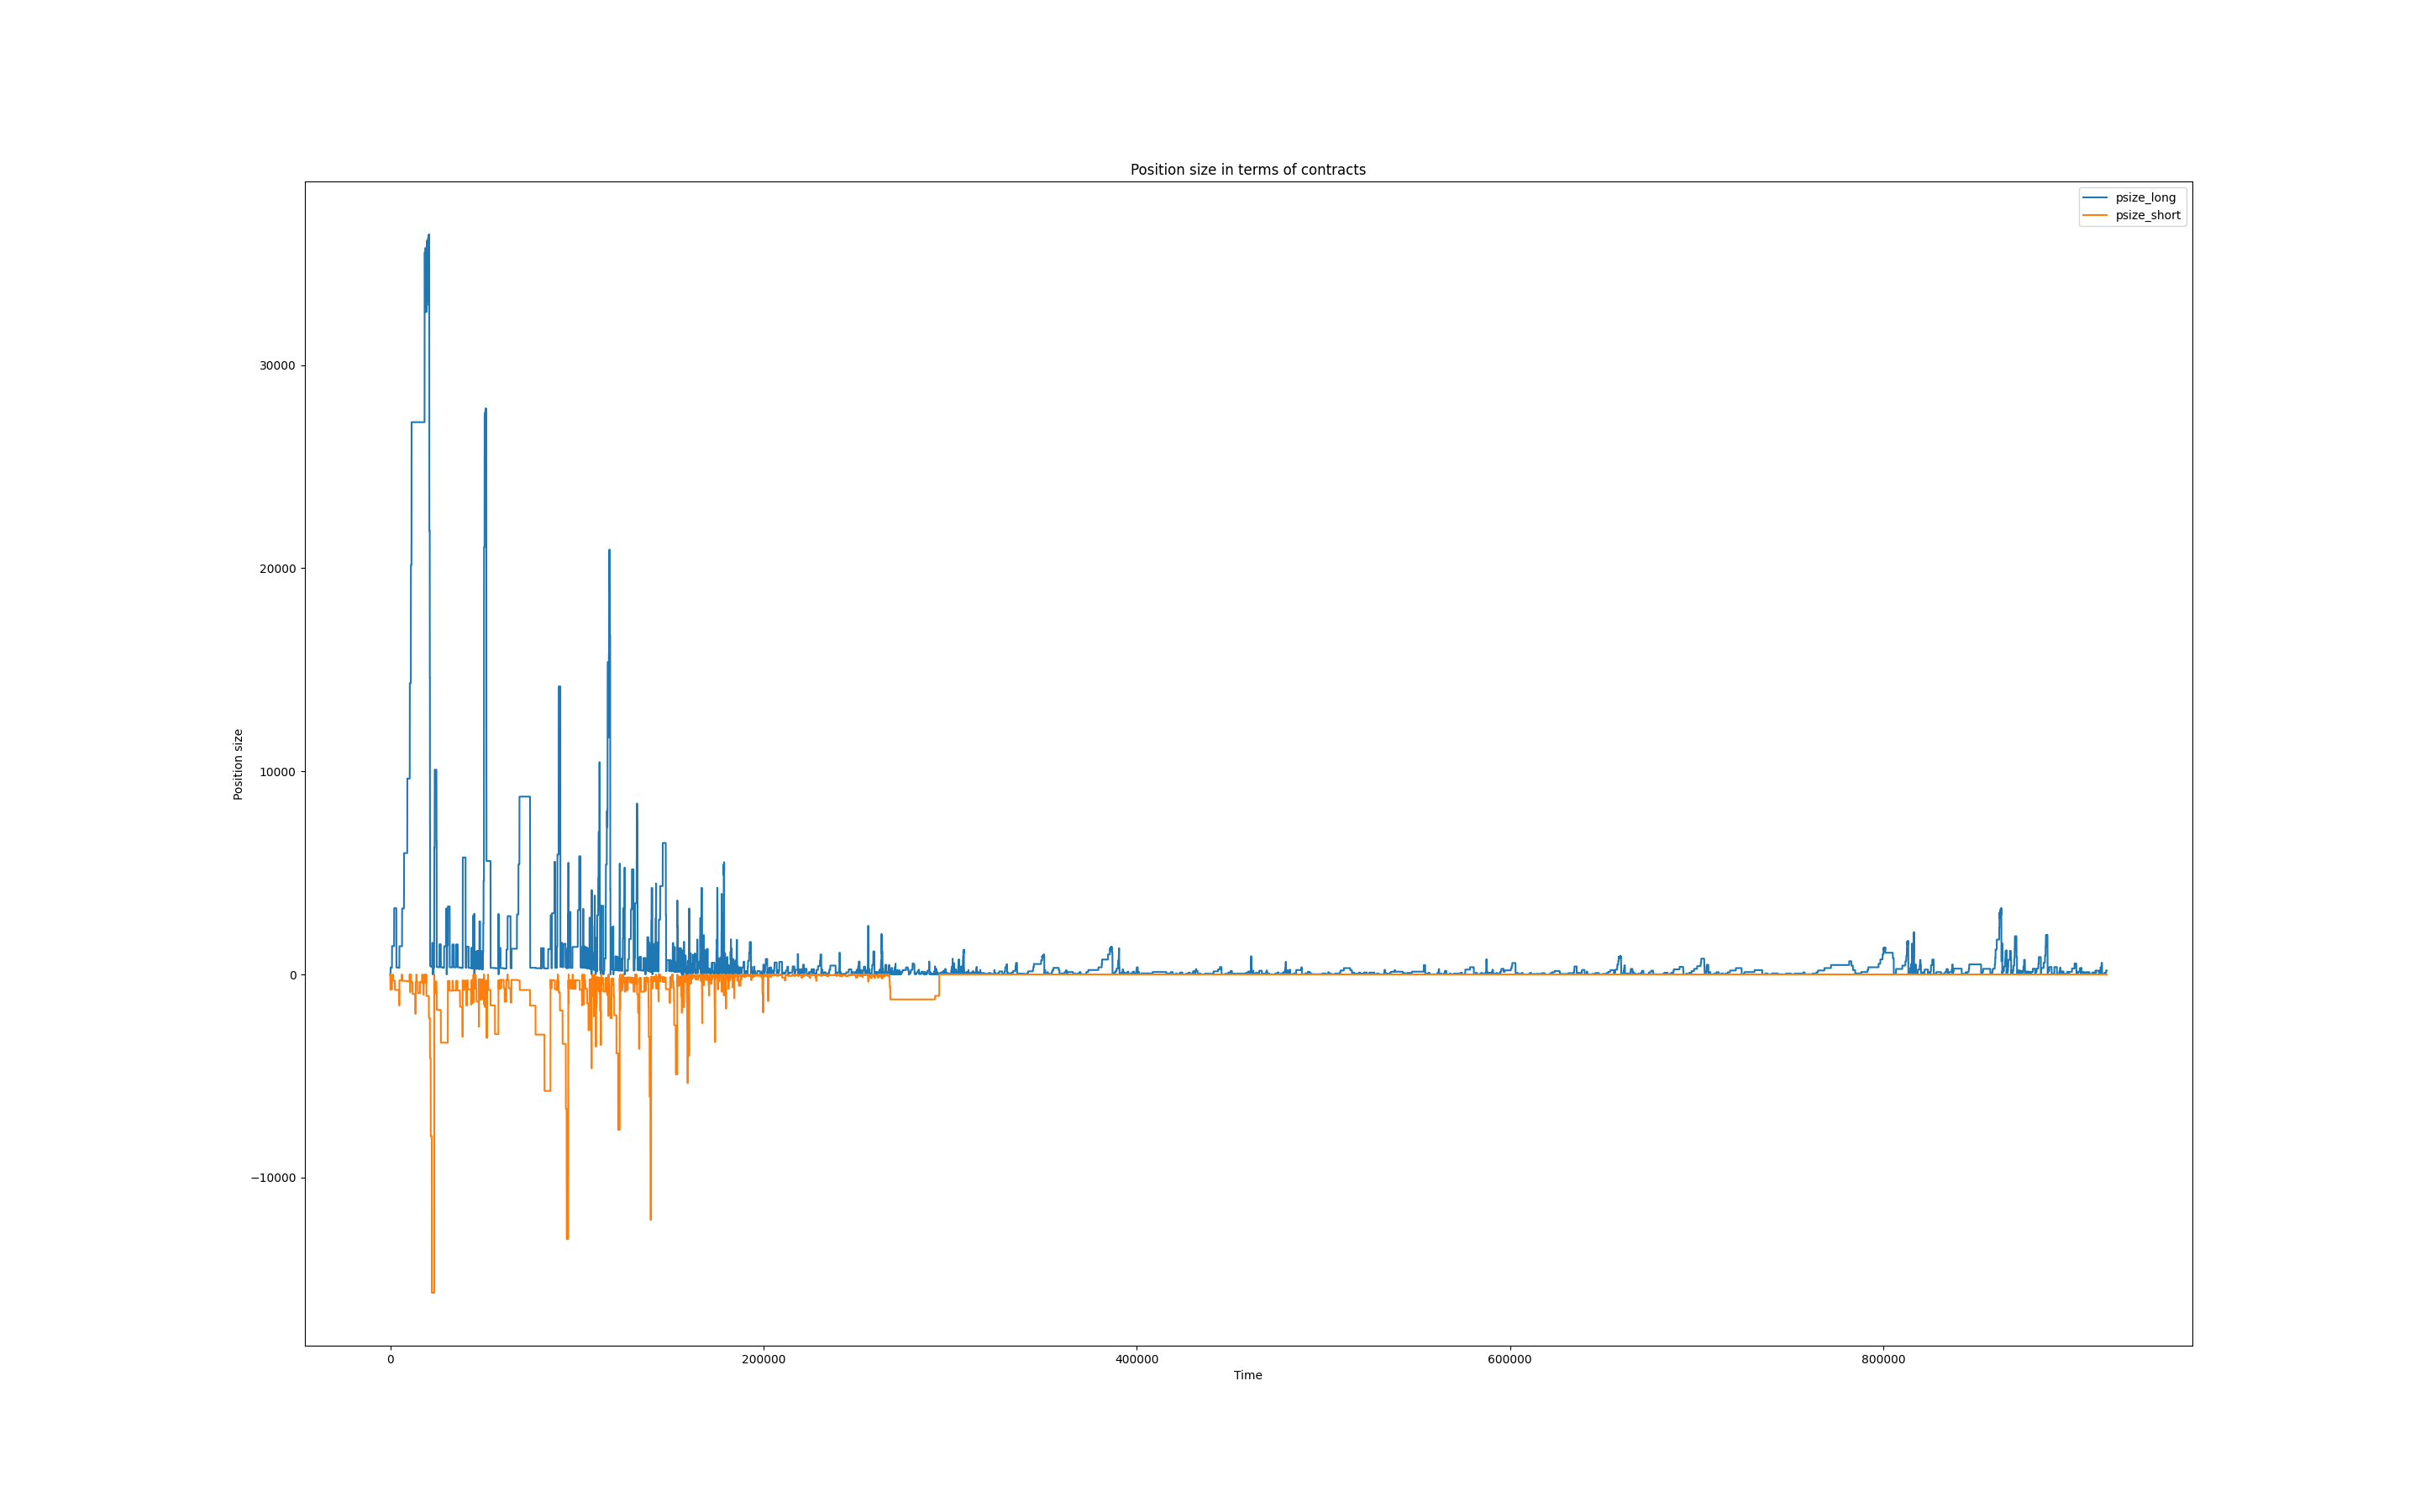 Position size in terms of contracts
psize_long
psize_short
30000
20000
10000
0
−10000
Position size
0 200000 400000 600000 800000
Time